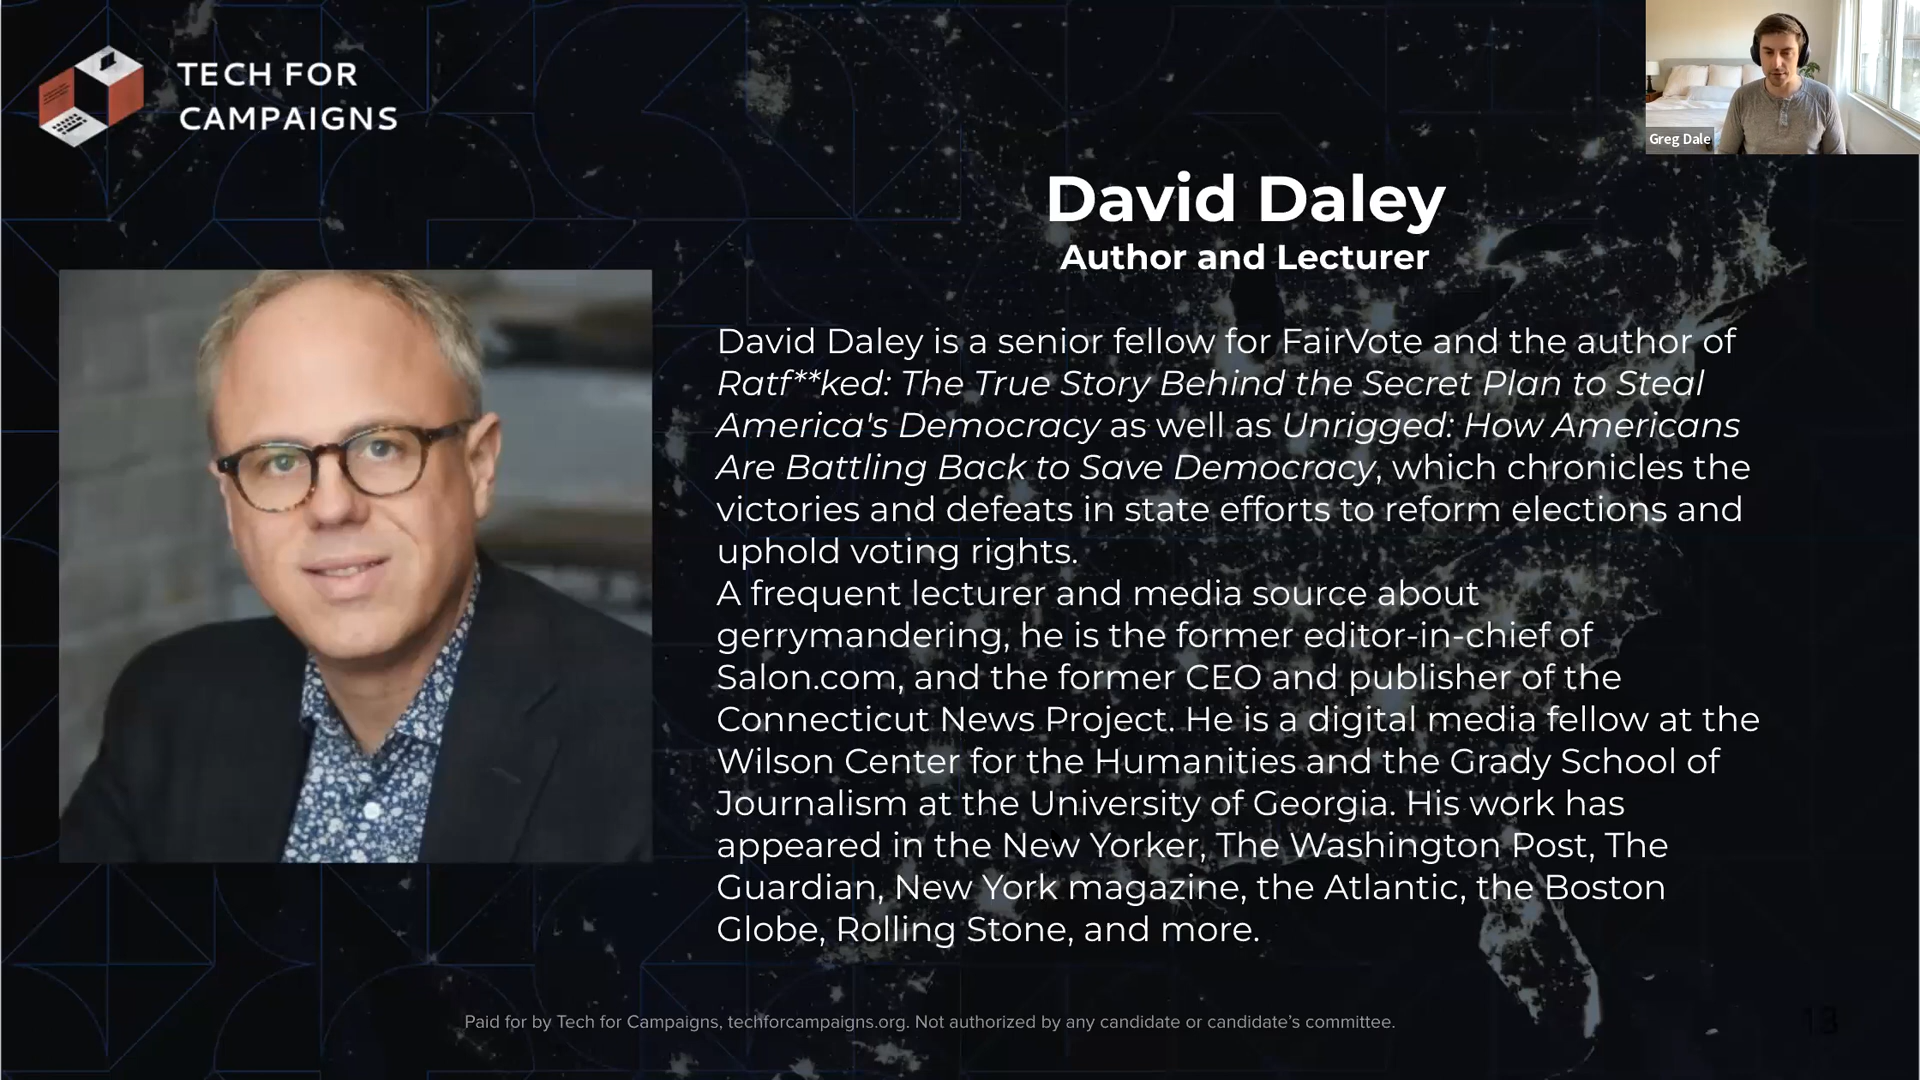 TECH FOR
CAMPAIGNS
Greg Dale
David Daley
Author and Lecturer
David Daley is a senior fellow for FairVote and the author of
Ratf**ked: The True Story Behind the Secret Plan to Steal
America's Democracy as well as Unrigged: How Americans
Are Battling Back to Save Democracy, which chronicles the
victories and defeats in state efforts to reform elections and
uphold voting rights.
A frequent lecturer and media source about
gerrymandering, he is the former editor-in-chief of
Salon.com, and the former CEO and publisher of the
Connecticut News Project. He is a digital media fellow at the
Wilson Center for the Humanities and the Grady School of
Journalism at the University of Georgia. His work has
appeared in the New Yorker, The Washington Post, The
Guardian, New York magazine, the Atlantic, the Boston
Globe, Rolling Stone, and more.
Paid for by Tech for Campaigns, techforcampaigns.org. Not authorized by any candidate or candidate’s committee.
13